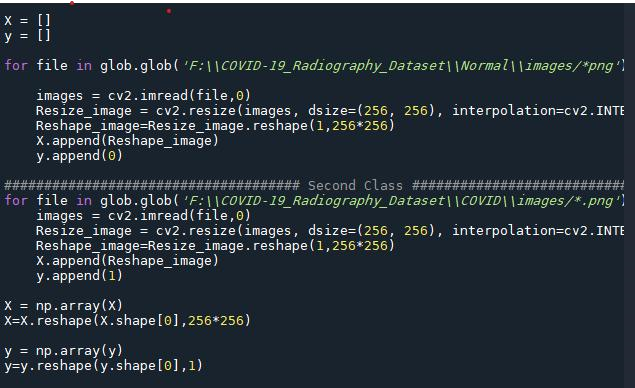 X = []
y = []
for file in glob.glob('F:\\COVID-19_Radiography_Dataset\\Normal\\images/*png')
images = cv2.imread(file,0)
Resize_image = cv2.resize(images, dsize=(256, 256), interpolation=cv2.INTE
Reshape_image=Resize_image.reshape(1,256*256)
X.append(Reshape_image)
y.append(0)
##################################### Second Class ###########################
for file in glob.glob('F:\\COVID-19_Radiography_Dataset\\COVID\\images/*.png')
images = cv2.imread(file,0)
Resize_image = cv2.resize(images, dsize=(256, 256), interpolation=cv2.INTE
Reshape_image=Resize_image.reshape(1,256*256)
X.append(Reshape_image)
y.append(1)
X = np.array(X)
X=X.reshape(X.shape[0],256*256)
y = np.array(y)
y=y.reshape(y.shape[0],1)